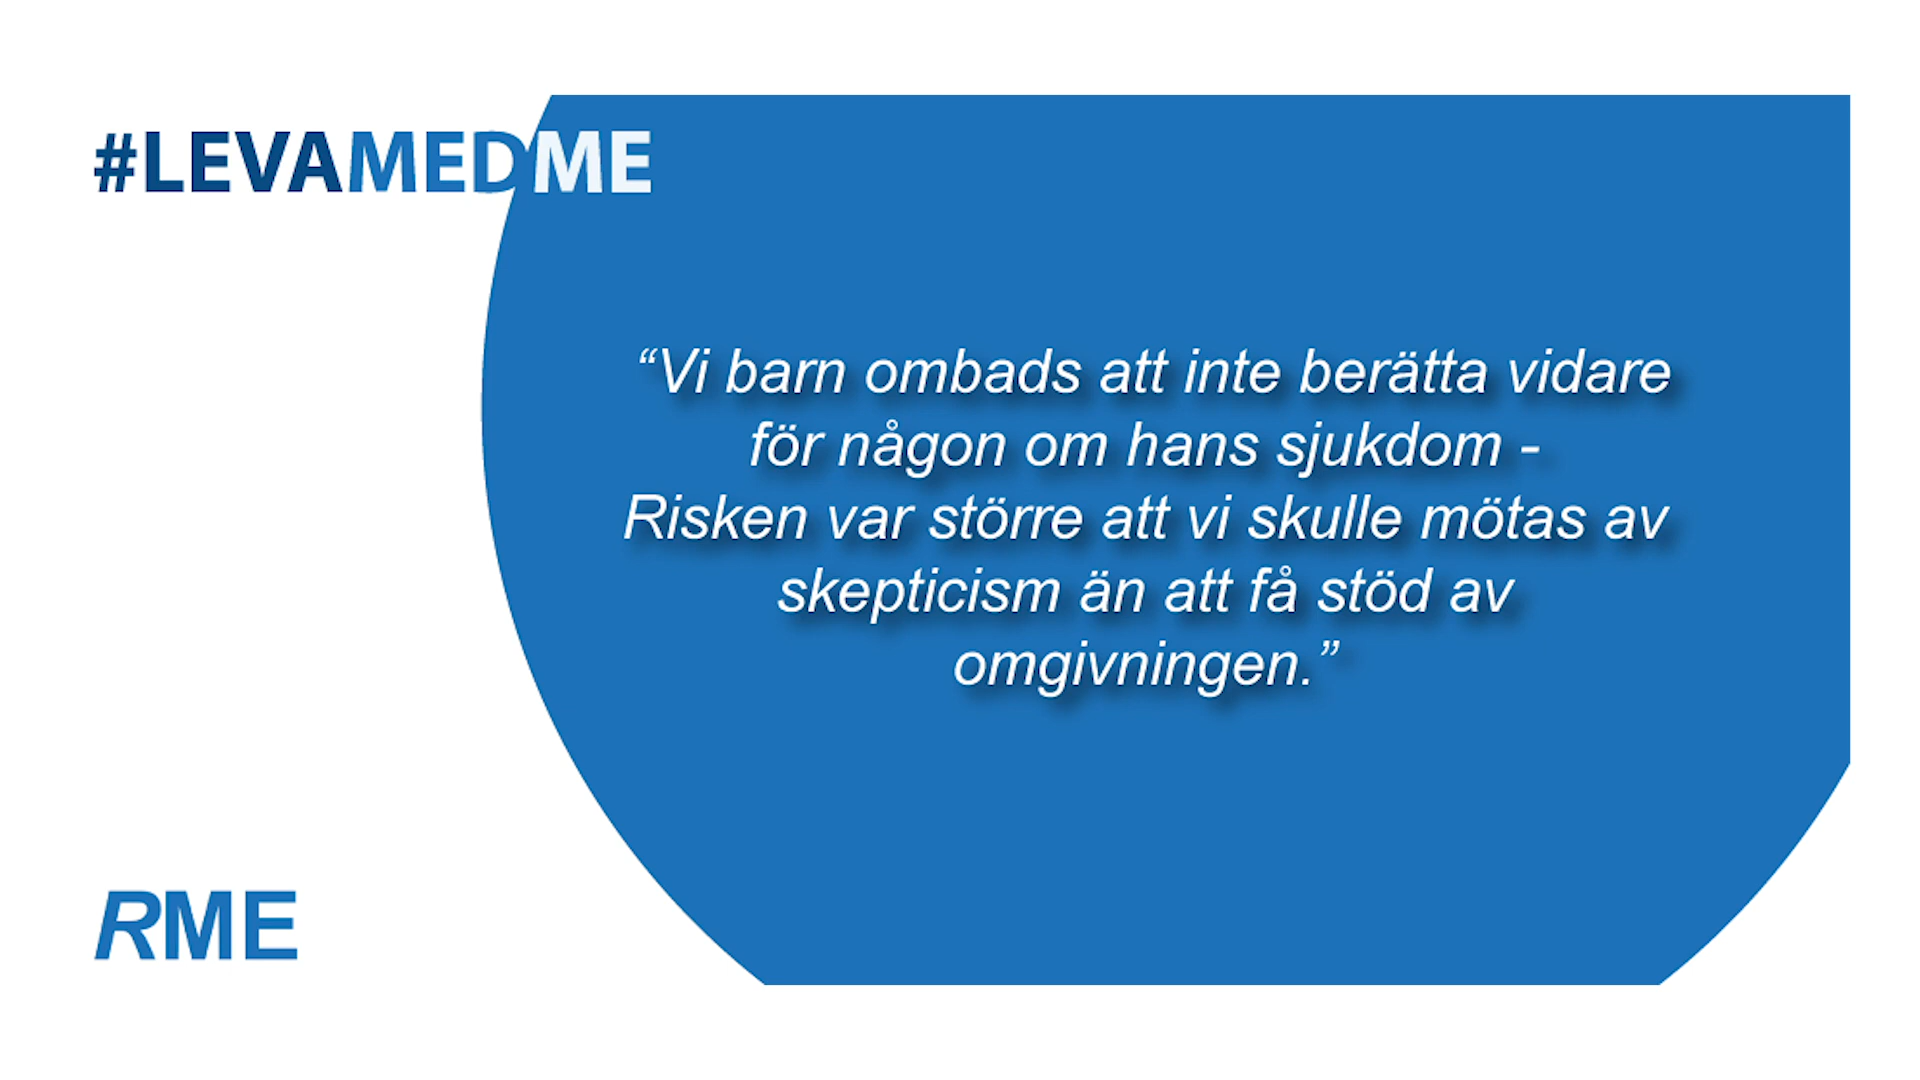 #LEVAMEDME
“Vi barn ombads att inte berätta vidare
för någon om hans sjukdom -
Risken var större att vi skulle mötas av
skepticism än att få stöd av
omgivningen.”
RME